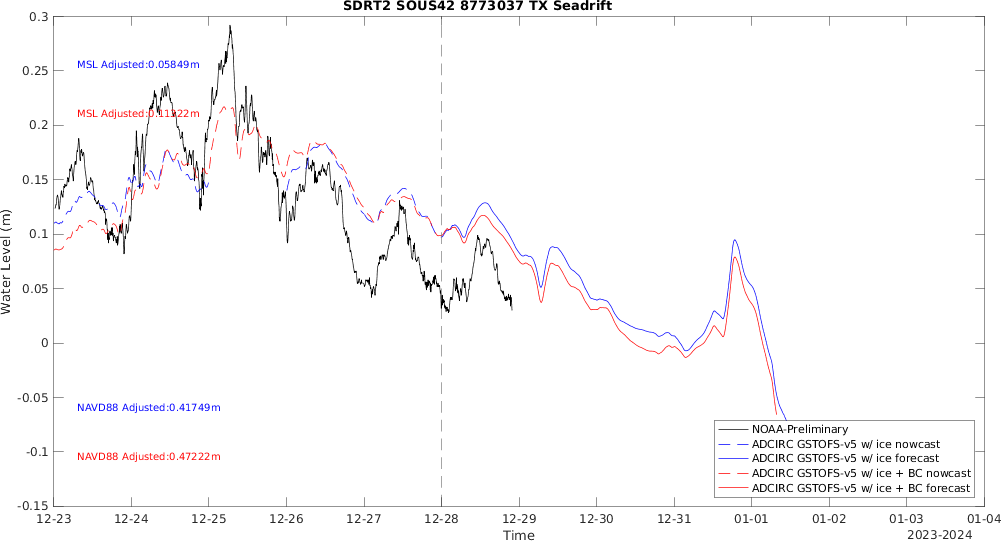 SDRT2 SOUS42 8773037 TX Seadrift
0.3
0.25
0.2
0.15
0.1
0.05
0
-0.05
-0.1
-0.15
Water Level (m)
MSL Adjusted:0.05849m
MSL Adjusted:0.11322m
NAVD88 Adjusted:0.41749m
NAVD88 Adjusted:0.47222m
NOAA-Preliminary
ADCIRC GSTOFS-v5 w/ ice nowcast
ADCIRC GSTOFS-v5 w/ ice forecast
ADCIRC GSTOFS-v5 w/ ice + BC nowcast
ADCIRC GSTOFS-v5 w/ ice + BC forecast
12-23 12-24 12-25 12-26 12-27 12-28 12-29 12-30 12-31 01-01 01-02 01-03 01-04
Time
2023-2024